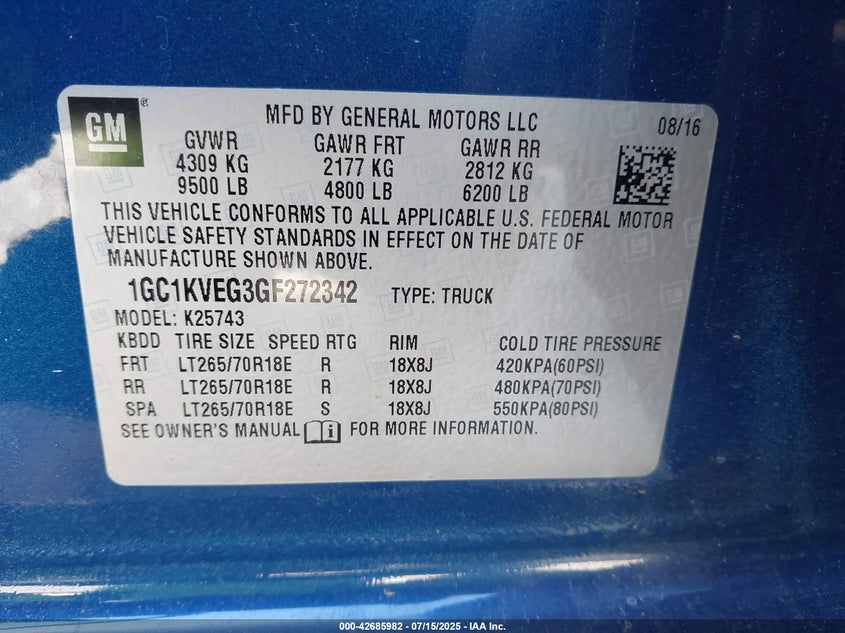 GM ®
MFD BY GENERAL MOTORS LLC 08/16
GVWR GAWR FRT GAWR RR
4309 KG 2177 KG 2812 KG
9500 LB 4800 LB 6200 LB
THIS VEHICLE CONFORMS TO ALL APPLICABLE U.S. FEDERAL MOTOR
VEHICLE SAFETY STANDARDS IN EFFECT ON THE DATE OF
MANUFACTURE SHOWN ABOVE.
1GC1KVEG3GF272342 TYPE: TRUCK
MODEL: K25743
KBDD TIRE SIZE SPEED RTG RIM COLD TIRE PRESSURE
FRT LT265/70R18E R 18X8J 420KPA(60PSI)
RR LT265/70R18E R 18X8J 480KPA(70PSI)
SPA LT265/70R18E S 18X8J 550KPA(80PSI)
SEE OWNER'S MANUAL i FOR MORE INFORMATION.
000-42685982 - 07/15/2025 - IAA Inc.